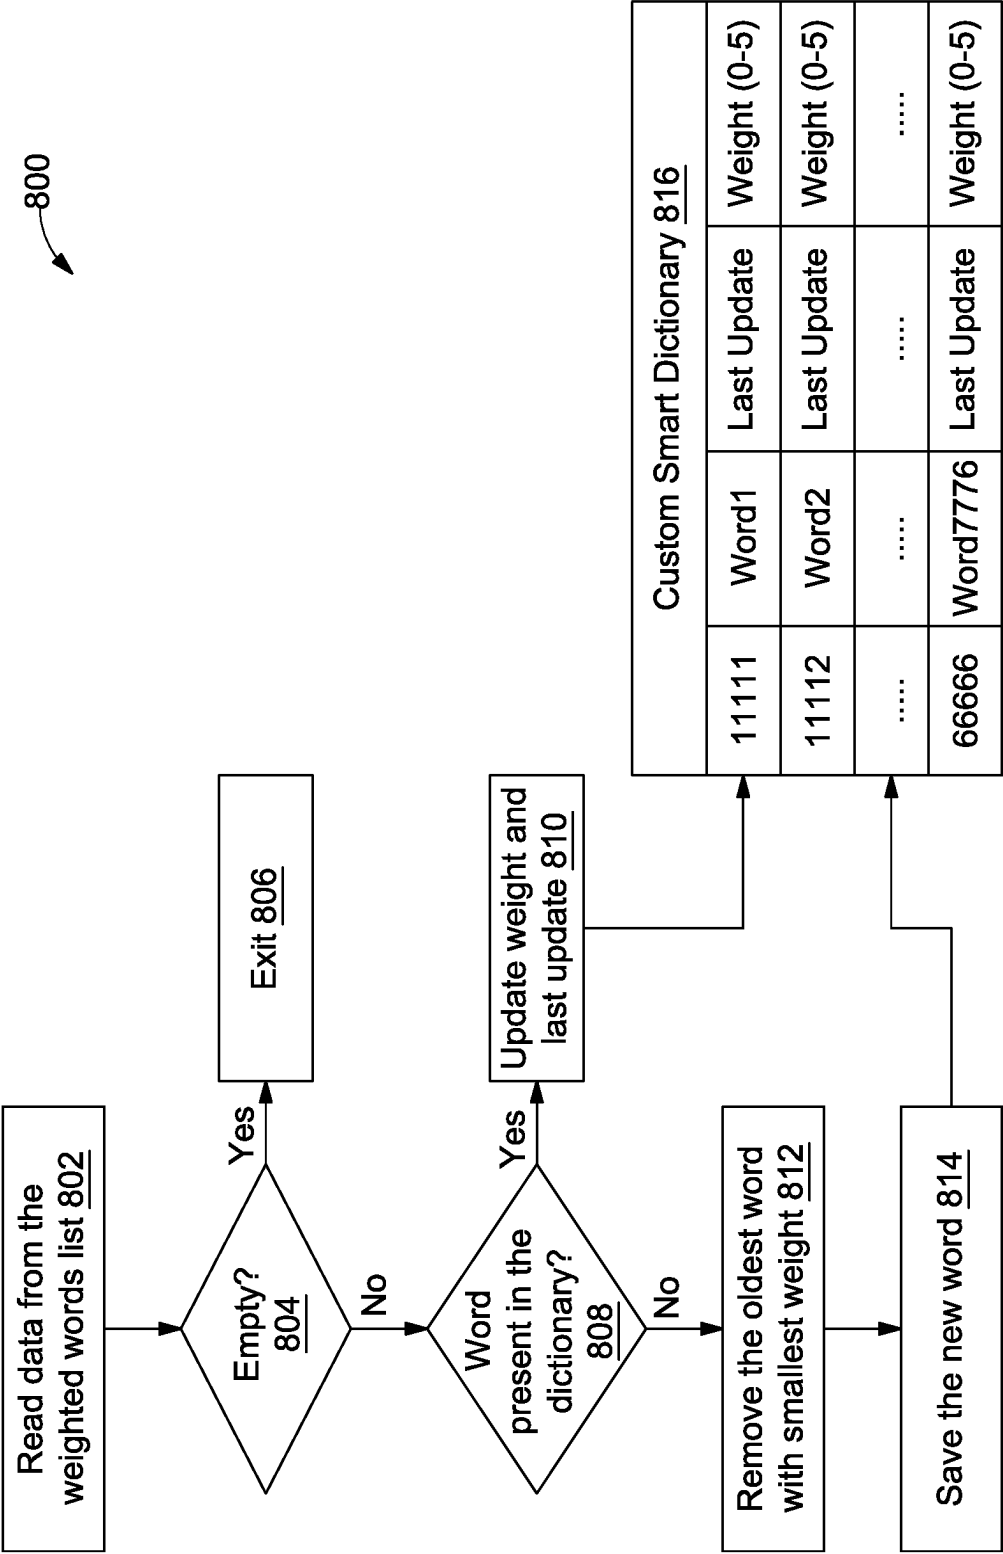 800
Read data from the
weighted words list 802
Empty?
804
Yes
Exit 806
No
Word
present in the
dictionary?
808
Yes
Update weight and
last update 810
No
Remove the oldest word
with smallest weight 812
Save the new word 814
Custom Smart Dictionary 816
11111 Word1 Last Update Weight (0-5)
11112 Word2 Last Update Weight (0-5)
..... ..... ..... .....
66666 Word7776 Last Update Weight (0-5)